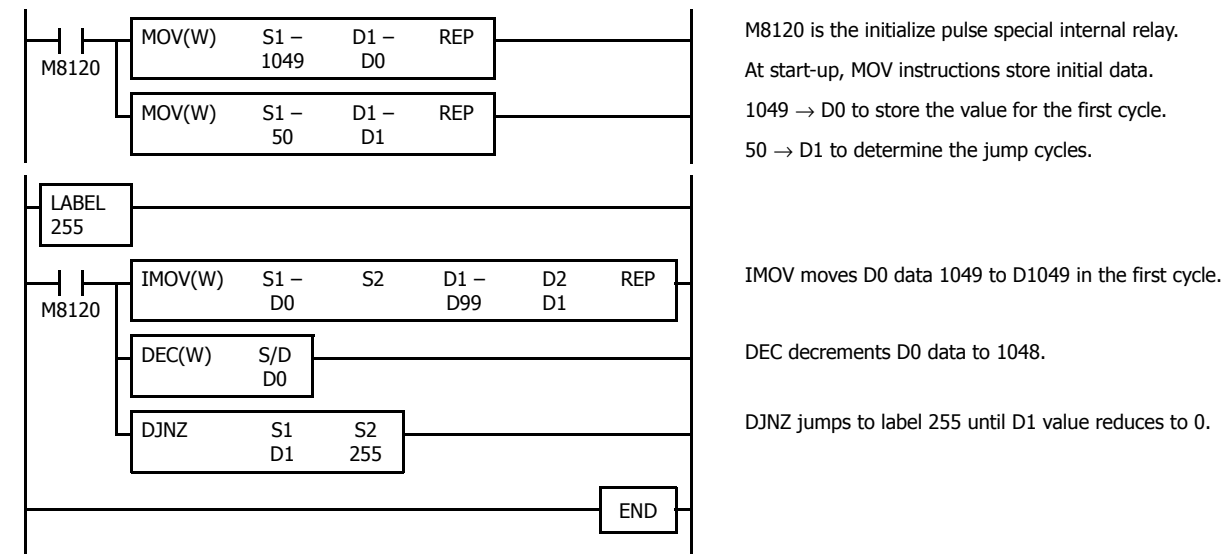 MOV(W) S1 – D1 – REP
1049 D0
M8120
MOV(W) S1 – D1 – REP
50 D1
M8120 is the initialize pulse special internal relay.
At start-up, MOV instructions store initial data.
1049 → D0 to store the value for the first cycle.
50 → D1 to determine the jump cycles.
LABEL
255
IMOV(W) S1 – S2 D1 – D2 REP
D0 D99 D1
M8120
IMOV moves D0 data 1049 to D1049 in the first cycle.
DEC(W) S/D
D0
DEC decrements D0 data to 1048.
DJNZ S1 S2
D1 255
DJNZ jumps to label 255 until D1 value reduces to 0.
END